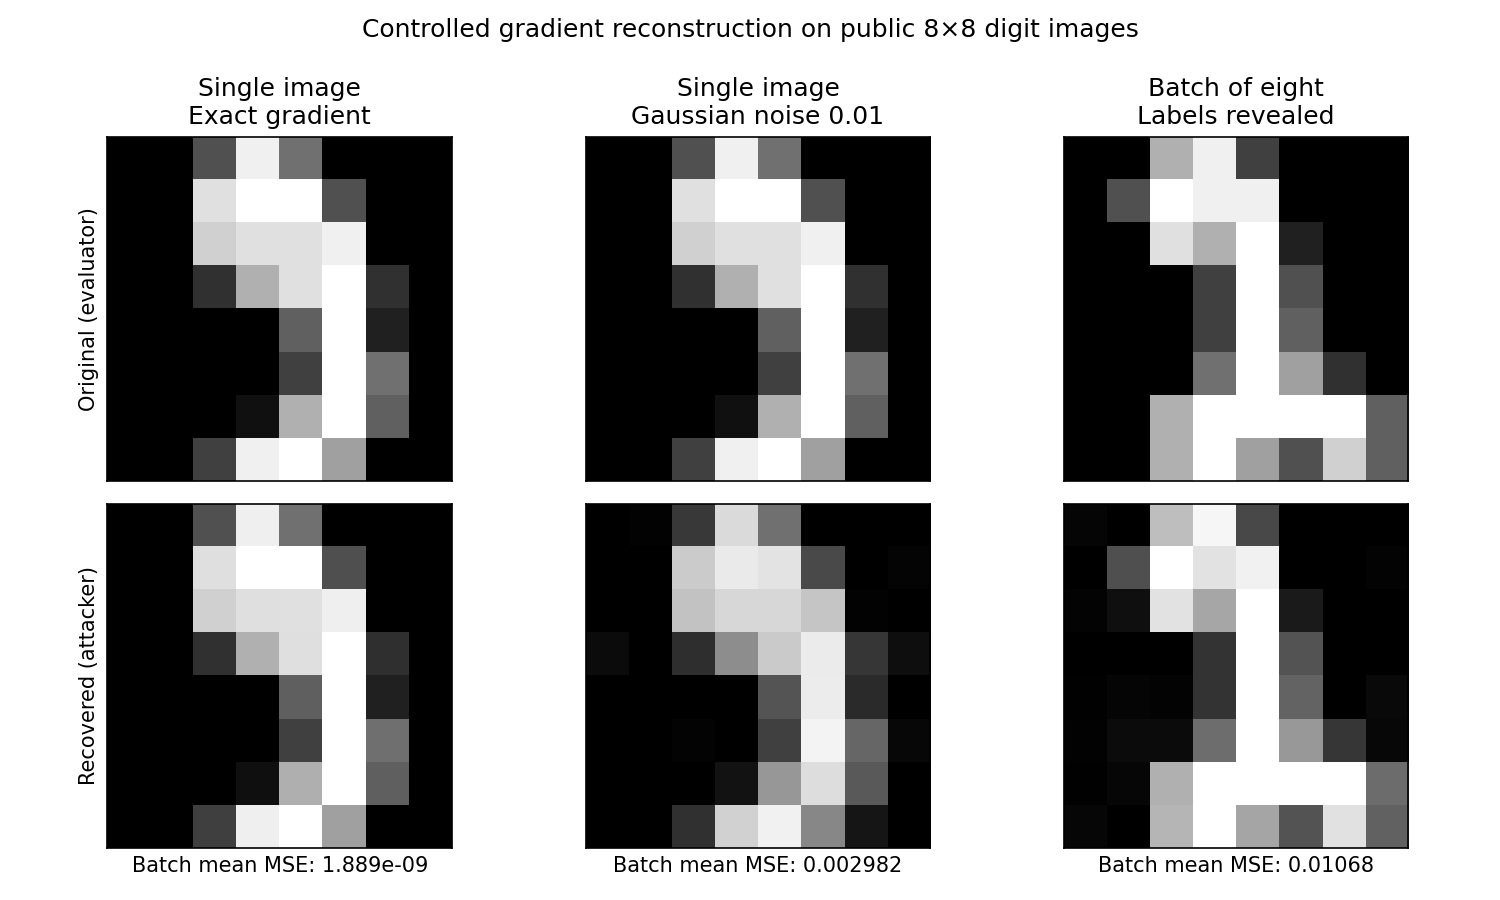 Controlled gradient reconstruction on public 8×8 digit images
Single image
Exact gradient
Single image
Gaussian noise 0.01
Batch of eight
Labels revealed
Original (evaluator)
Recovered (attacker)
Batch mean MSE: 1.889e-09
Batch mean MSE: 0.002982
Batch mean MSE: 0.01068